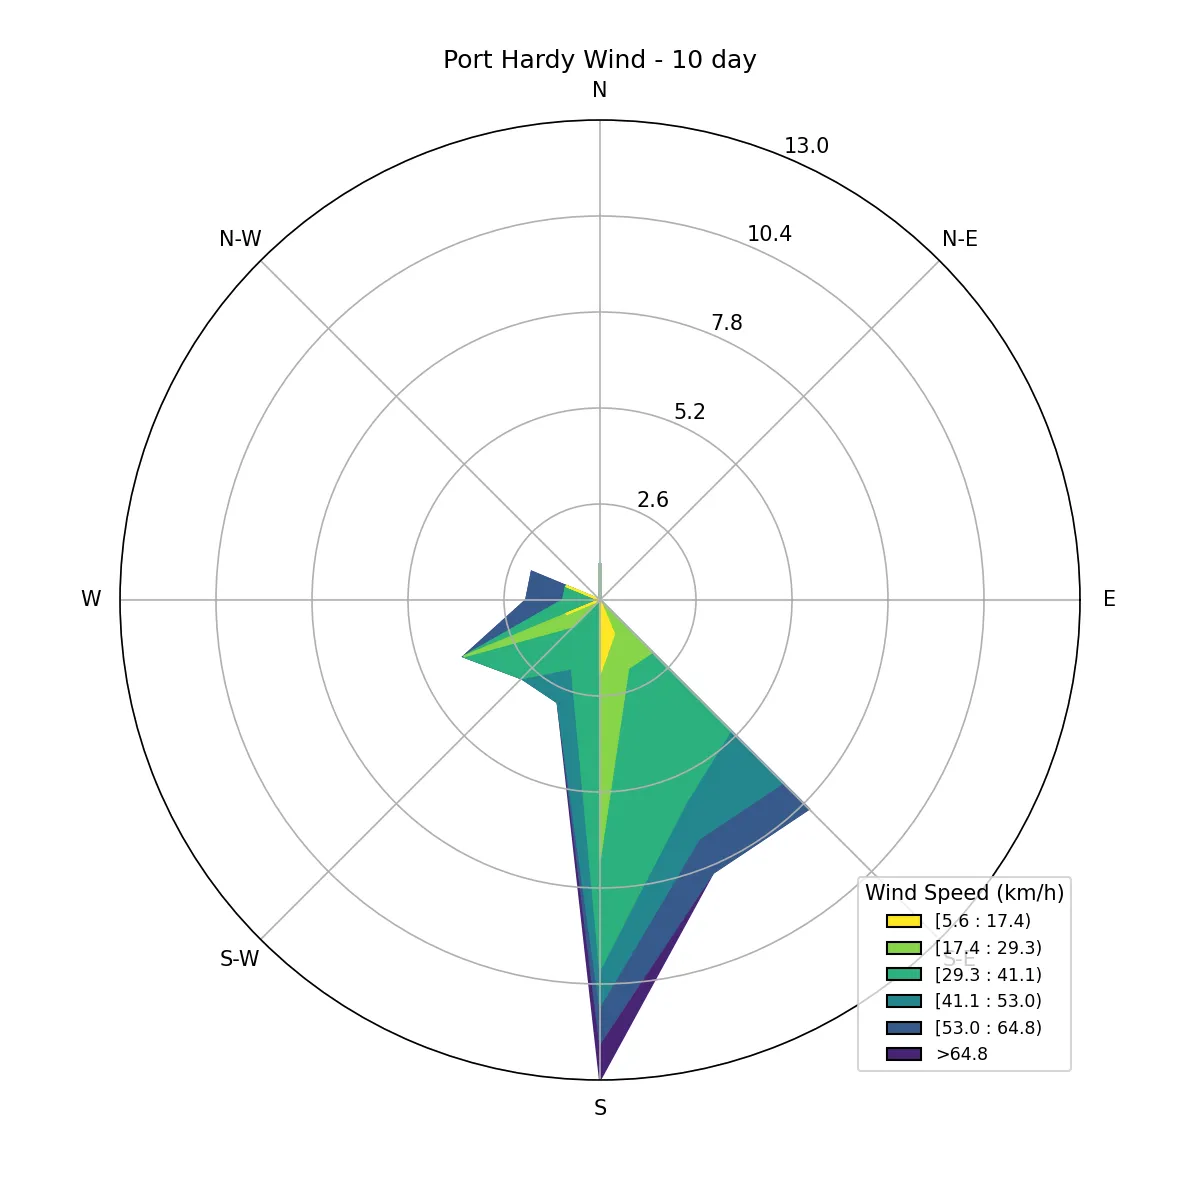 Port Hardy Wind - 10 day
N
13.0
N-W
N-E
10.4
7.8
5.2
2.6
W
E
Wind Speed (km/h)
[5.6 : 17.4)
[17.4 : 29.3)
S-W
S-E
[29.3 : 41.1)
[41.1 : 53.0)
[53.0 : 64.8)
>64.8
S